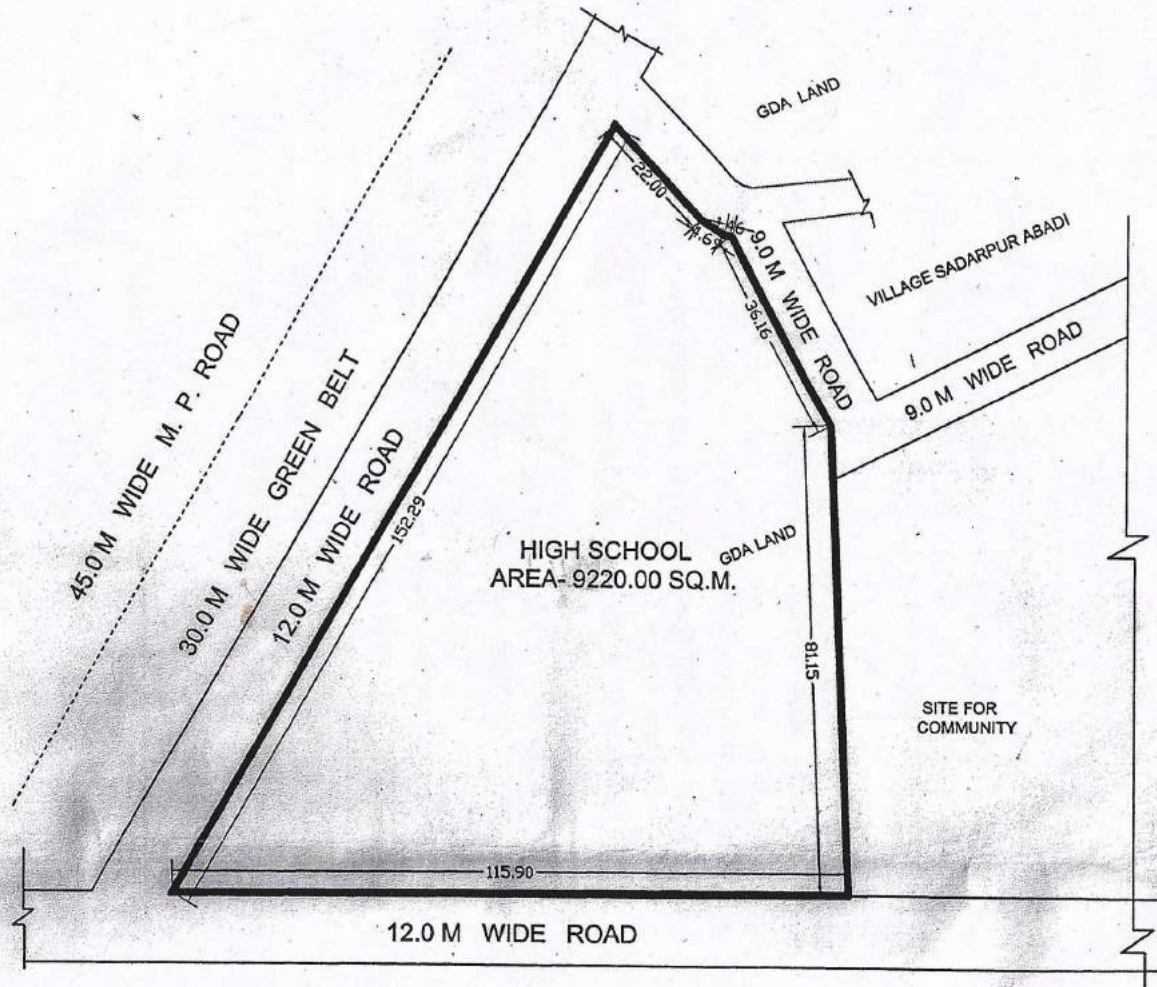 GDA LAND
22.00
4.69
9.0 M WIDE ROAD
VILLAGE SADARPUR ABADI
36.16
9.0 M WIDE ROAD
45.0 M WIDE M. P. ROAD
30.0 M WIDE GREEN BELT
12.0 M WIDE ROAD
152.29
HIGH SCHOOL
AREA- 9220.00 SQ.M.
GDA LAND
81.15
SITE FOR
COMMUNITY
115.90
12.0 M WIDE ROAD